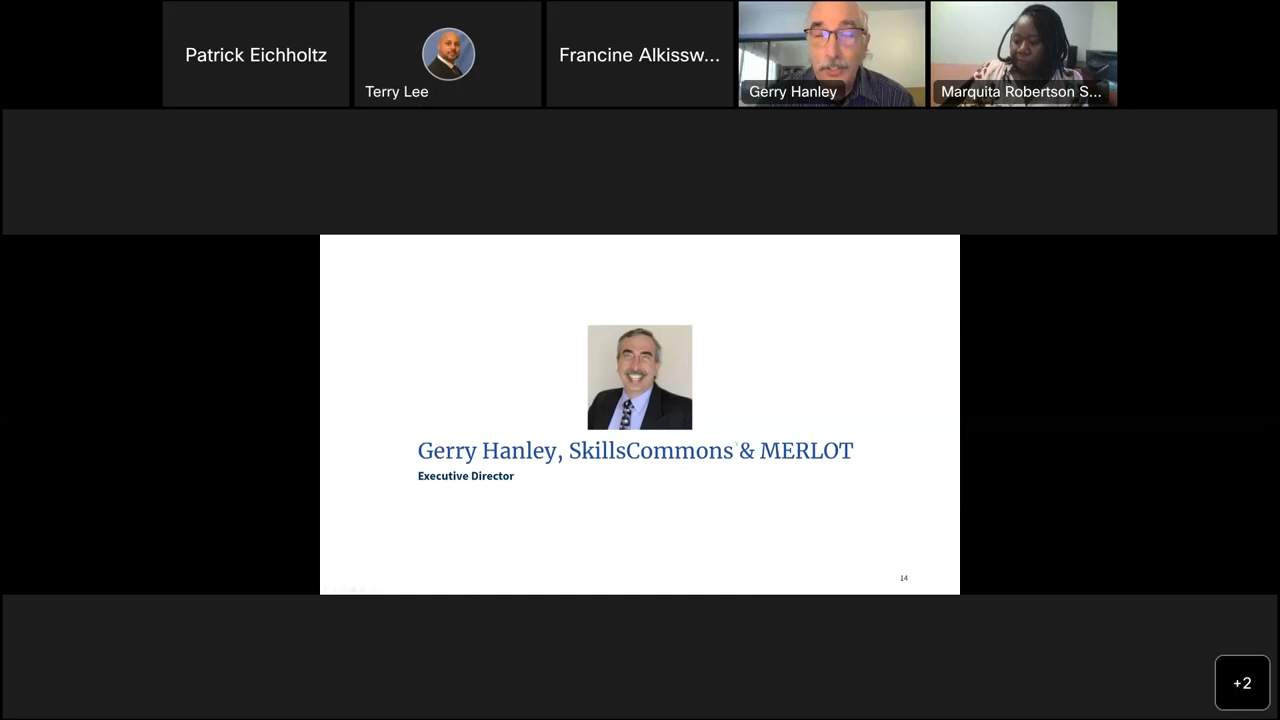 Patrick Eichholtz
Terry Lee
Francine Alkissw...
Gerry Hanley
Marquita Robertson S...
Gerry Hanley, SkillsCommons & MERLOT
Executive Director
14
+2